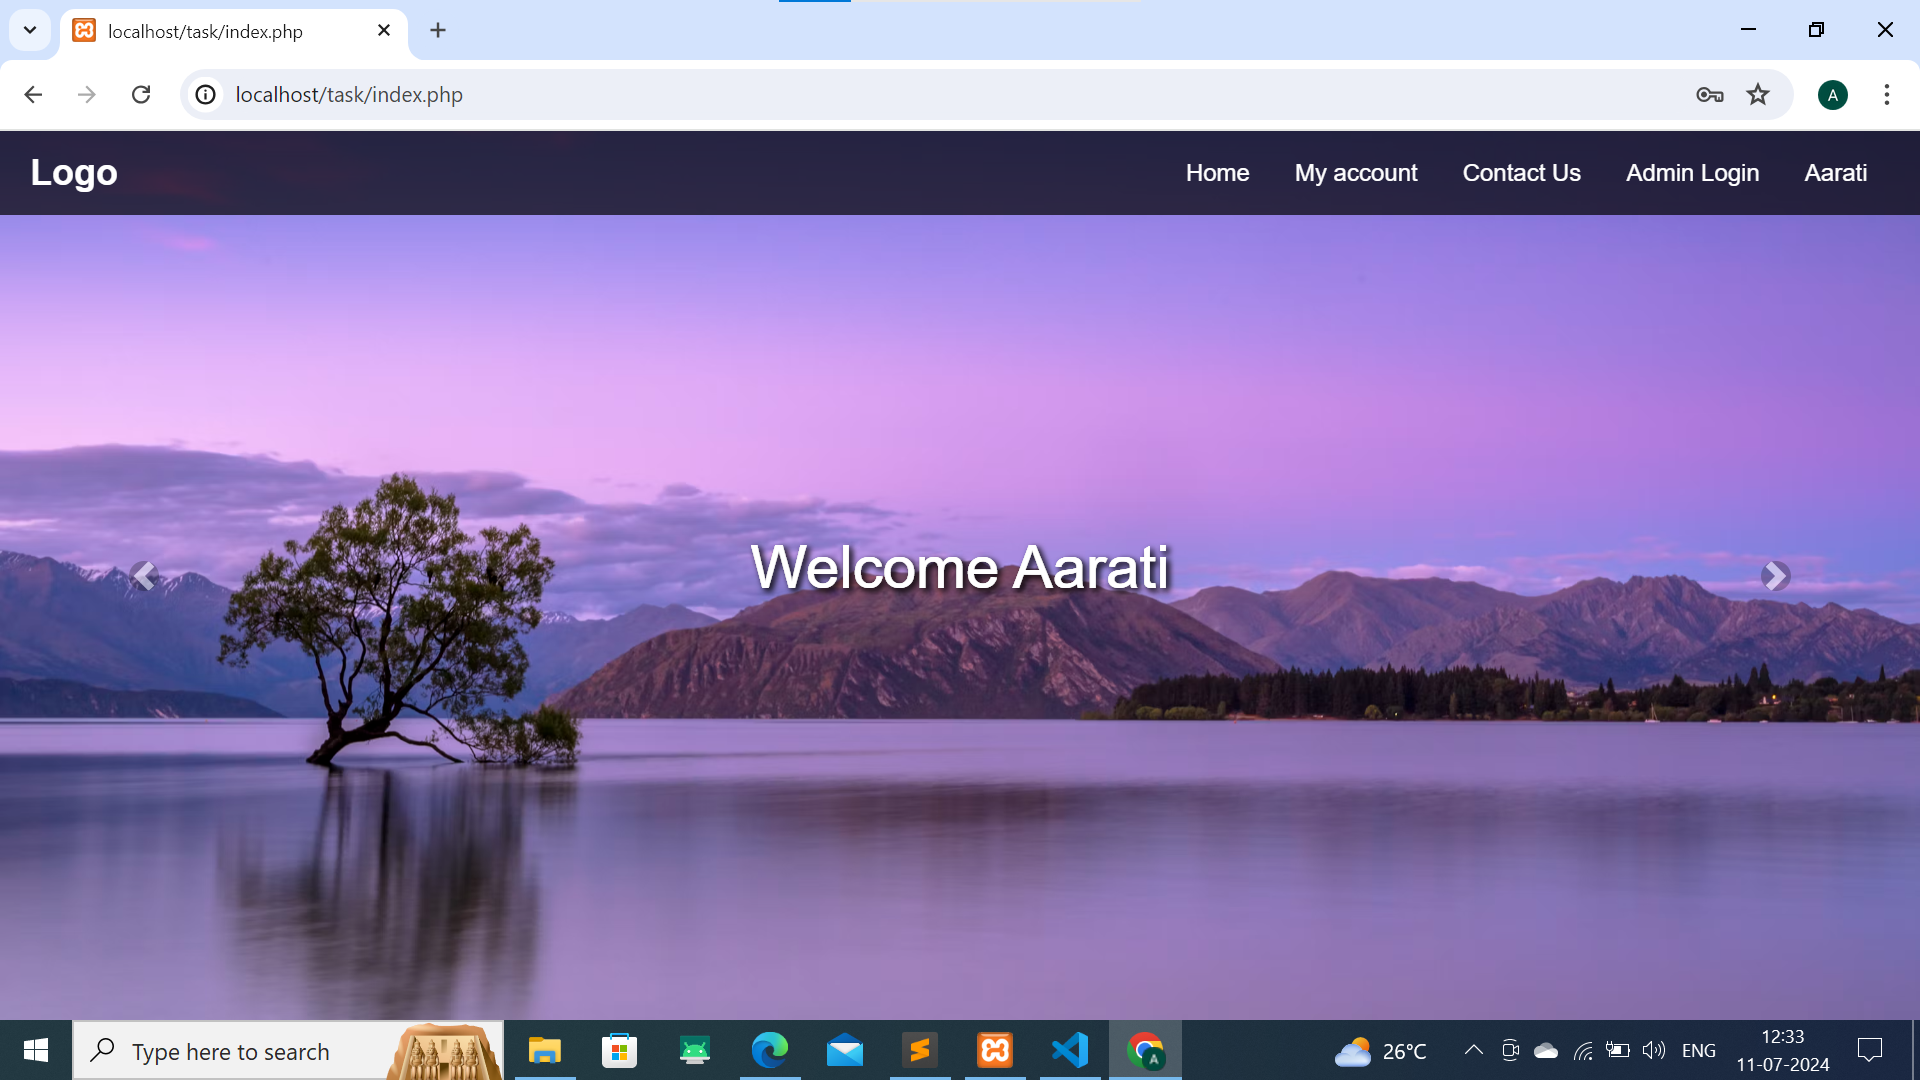 localhost/task/index.php
localhost/task/index.php
A
Logo
Home
My account
Contact Us
Admin Login
Aarati
Welcome Aarati
Type here to search
A
26°C
ENG
12:33
11-07-2024